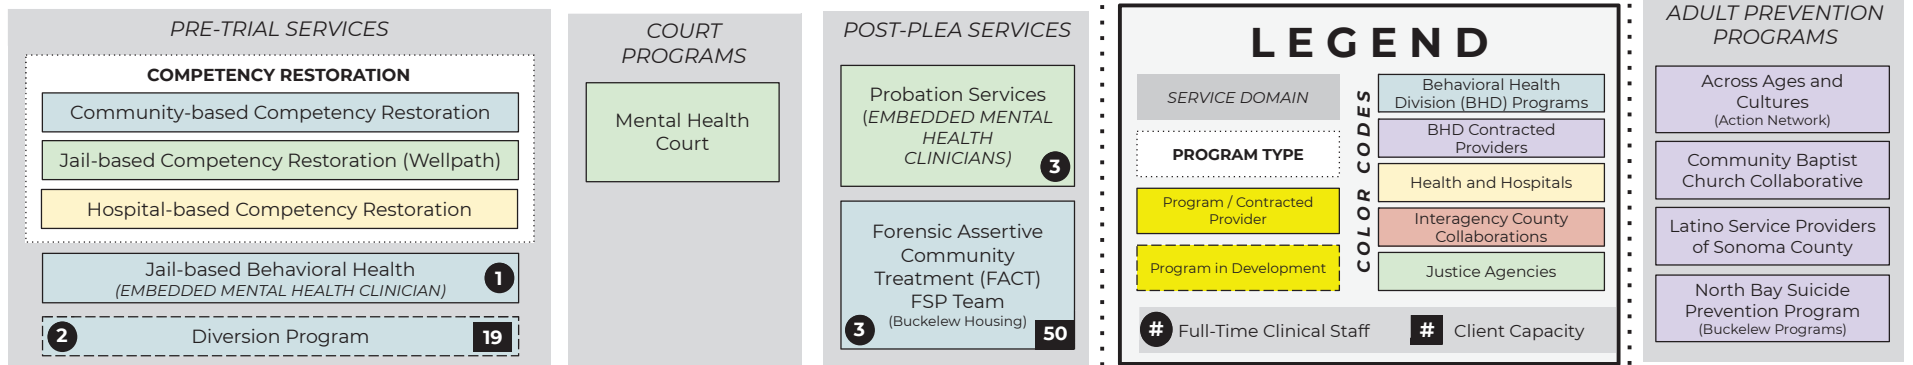 PRE-TRIAL SERVICES
COMPETENCY RESTORATION
Community-based Competency Restoration
Jail-based Competency Restoration (Wellpath)
Hospital-based Competency Restoration
Jail-based Behavioral Health
(EMBEDDED MENTAL HEALTH CLINICIAN)
1
2
Diversion Program
19
COURT
PROGRAMS
Mental Health
Court
POST-PLEA SERVICES
Probation Services
(EMBEDDED MENTAL
HEALTH
CLINICIANS)
3
Forensic Assertive
Community
Treatment (FACT)
FSP Team
(Buckelew Housing)
3
50
LEGEND
SERVICE DOMAIN
PROGRAM TYPE
Program / Contracted
Provider
Program in Development
COLOR CODES
Behavioral Health
Division (BHD) Programs
BHD Contracted
Providers
Health and Hospitals
Interagency County
Collaborations
Justice Agencies
# Full-Time Clinical Staff
# Client Capacity
ADULT PREVENTION
PROGRAMS
Across Ages and
Cultures
(Action Network)
Community Baptist
Church Collaborative
Latino Service Providers
of Sonoma County
North Bay Suicide
Prevention Program
(Buckelew Programs)